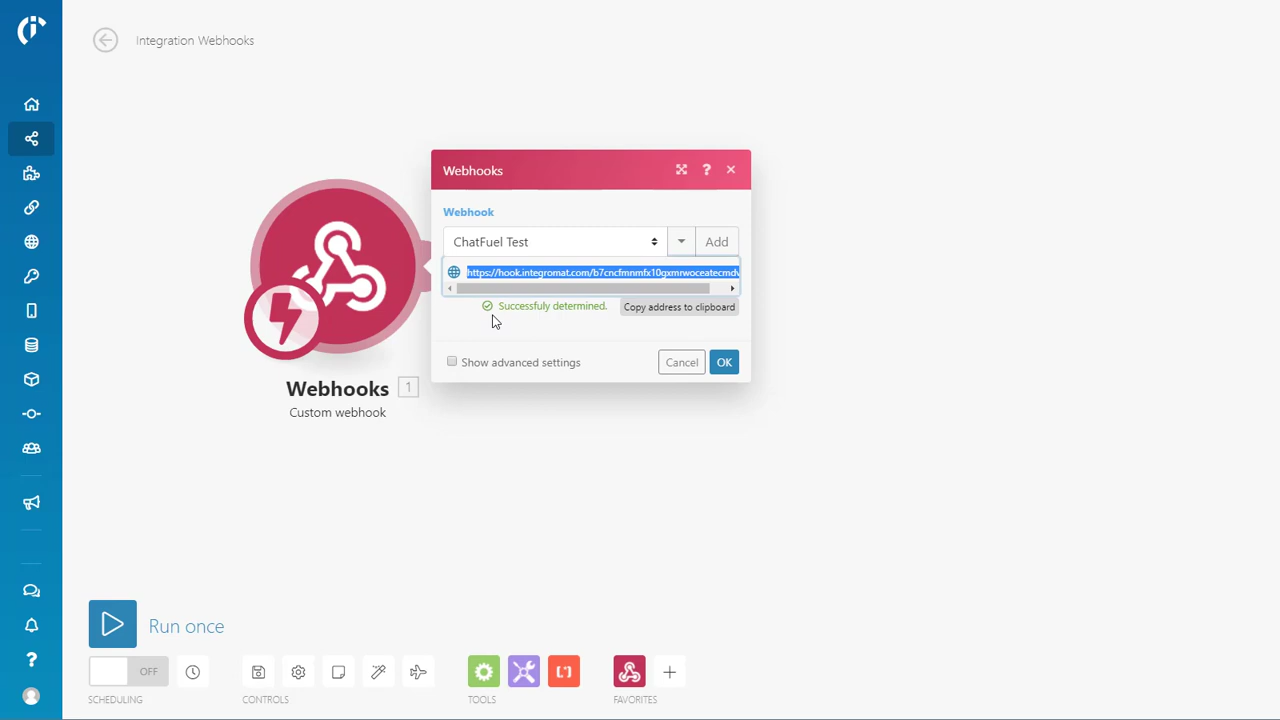 Integration Webhooks
Webhooks
?
Webhook
ChatFuel Test
Add
Successfuly determined.
Copy address to clipboard
Show advanced settings
Cancel
OK
Webhooks
1
Custom webhook
Run once
OFF
SCHEDULING
CONTROLS
TOOLS
FAVORITES